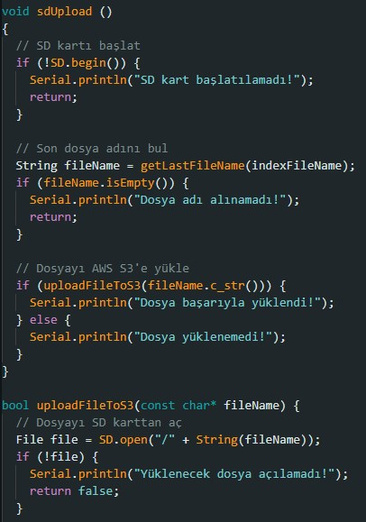 void sdUpload ()
{
  // SD kartı başlat
  if (!SD.begin()) {
    Serial.println("SD kart başlatılamadı!");
    return;
  }

  // Son dosya adını bul
  String fileName = getLastFileName(indexFileName);
  if (fileName.isEmpty()) {
    Serial.println("Dosya adı alınamadı!");
    return;
  }

  // Dosyayı AWS S3'e yükle
  if (uploadFileToS3(fileName.c_str())) {
    Serial.println("Dosya başarıyla yüklendi!");
  } else {
    Serial.println("Dosya yüklenemedi!");
  }
}

bool uploadFileToS3(const char* fileName) {
  // Dosyayı SD karttan aç
  File file = SD.open("/" + String(fileName));
  if (!file) {
    Serial.println("Yüklenecek dosya açılamadı!");
    return false;
  }